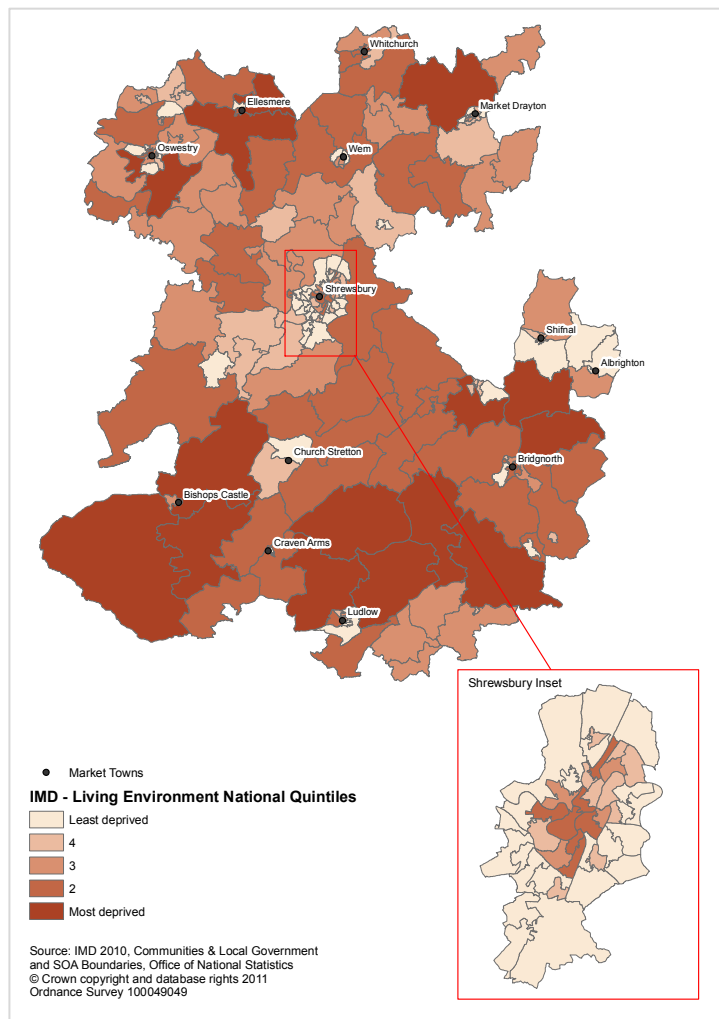 Whitchurch
Ellesmere
Market Drayton
Oswestry
Wem
Shrewsbury
Shifnal
Albrighton
Church Stretton
Bridgnorth
Bishops Castle
Craven Arms
Ludlow
Shrewsbury Inset
Market Towns
IMD - Living Environment National Quintiles
Least deprived
4
3
2
Most deprived
Source: IMD 2010, Communities & Local Government
and SOA Boundaries, Office of National Statistics
© Crown copyright and database rights 2011
Ordnance Survey 100049049